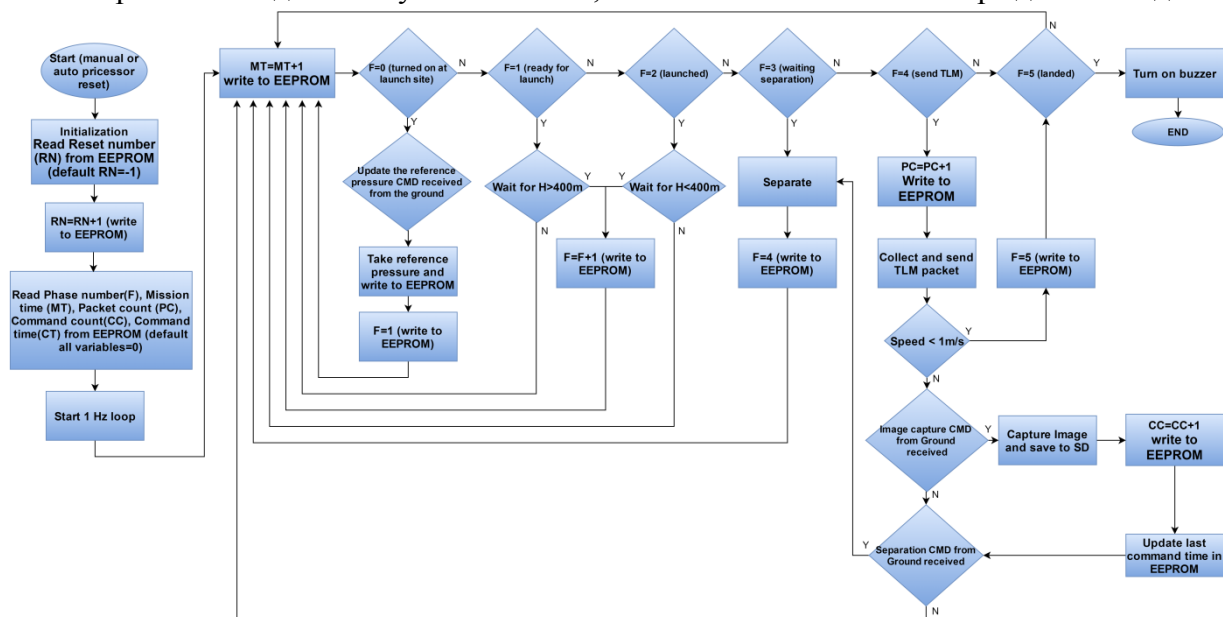 Start (manual or
auto pricessor
reset)
Initialization
Read Reset number
(RN) from EEPROM
(default RN=-1)
RN=RN+1 (write
to EEPROM)
Read Phase number(F), Mission
time (MT), Packet count (PC),
Command count(CC), Command
time(CT) from EEPROM (default
all variables=0)
Start 1 Hz loop
MT=MT+1
write to EEPROM
F=0 (turned on at
launch site)
N
Y
Update the reference
pressure CMD received
from the ground
Take reference
pressure and
write to EEPROM
F=1 (write to
EEPROM)
F=1 (ready for
launch)
N
Y
Wait for H>400m
Y
N
F=2 (launched)
N
Y
Wait for H<400m
Y
N
F=F+1 (write to
EEPROM)
F=3 (waiting
separation)
N
Y
Separate
F=4 (write to
EEPROM)
F=4 (send TLM)
N
Y
PC=PC+1
Write to
EEPROM
Collect and send
TLM packet
Speed < 1m/s
Y
N
F=5 (write to
EEPROM)
F=5 (landed)
N
Y
Turn on buzzer
END
Image capture CMD
from Ground
received
Y
N
Capture Image
and save to SD
CC=CC+1
write to
EEPROM
Update last
command time in
EEPROM
Separation CMD from
Ground received
Y
N